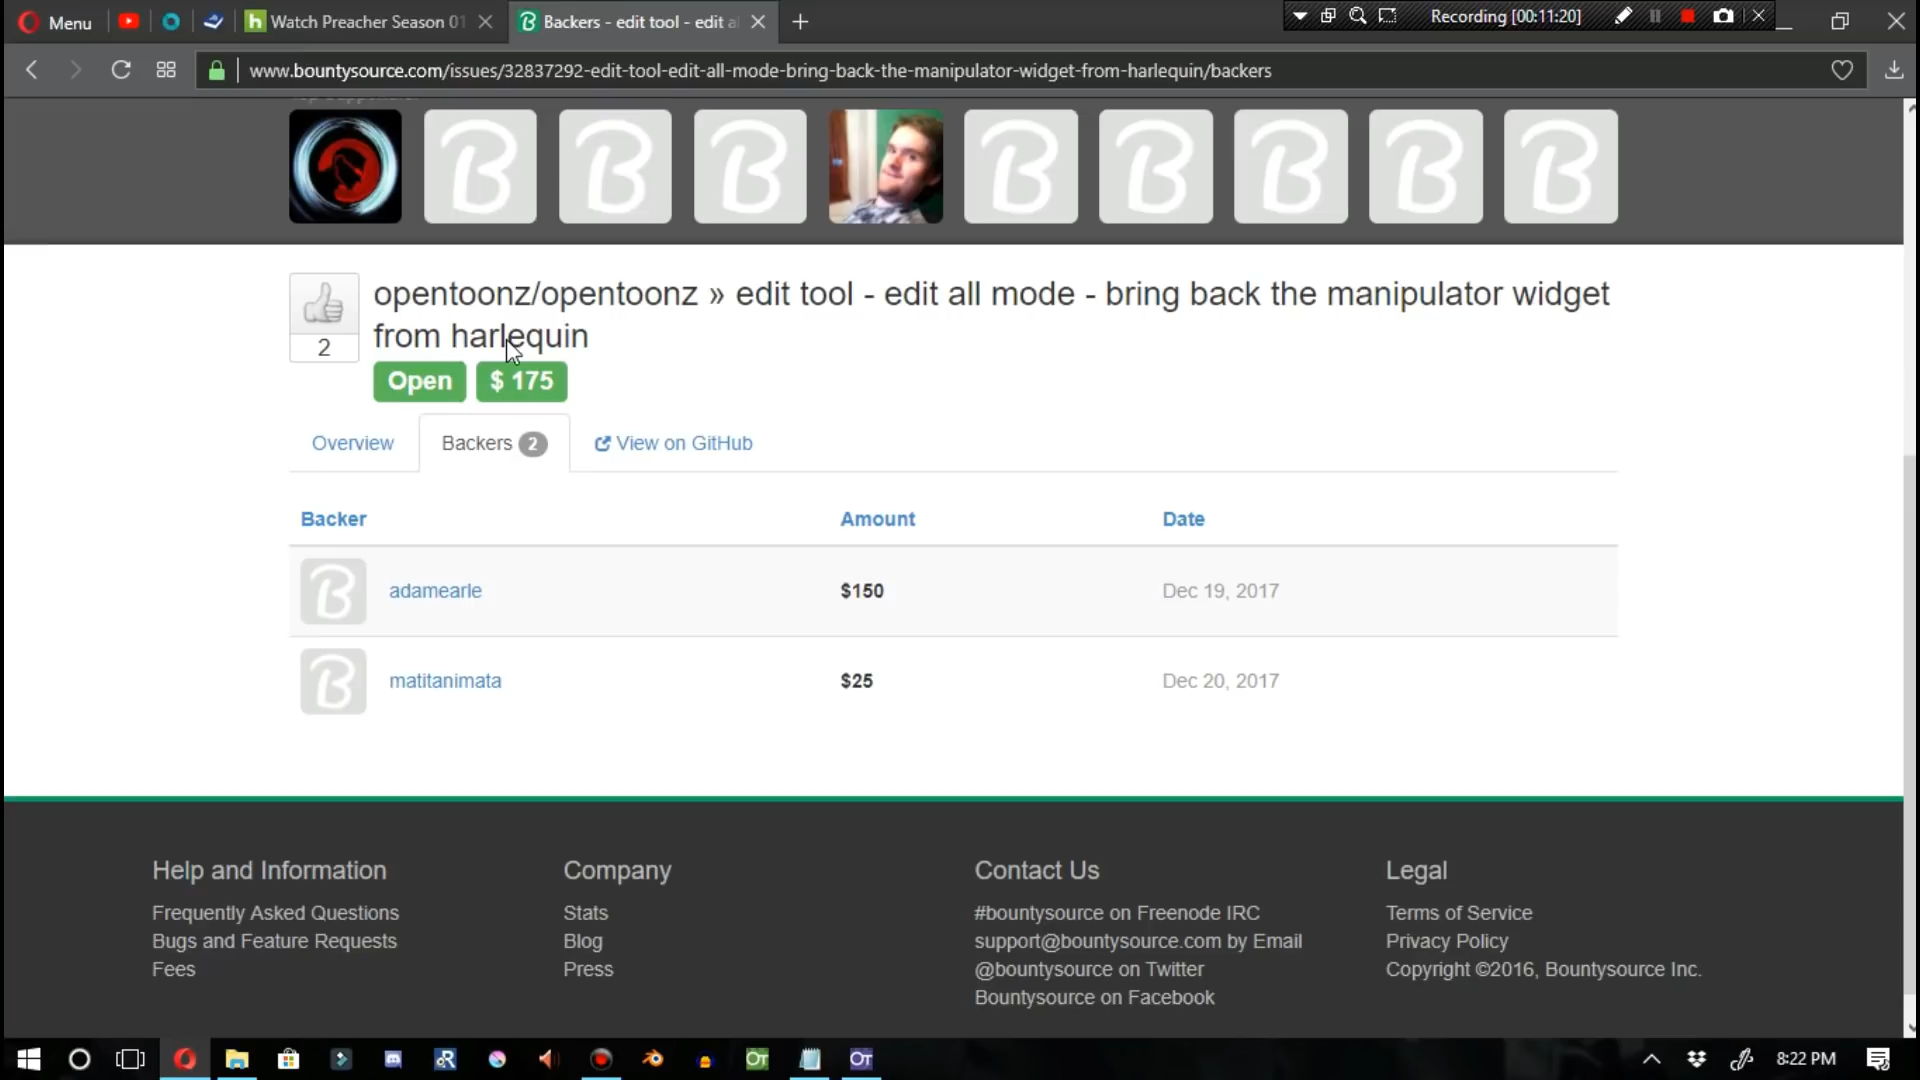 Menu
Watch Preacher Season 01
Backers - edit tool - edit a
Recording [00:11:20]
www.bountysource.com/issues/32837292-edit-tool-edit-all-mode-bring-back-the-manipulator-widget-from-harlequin/backers
opentoonz/opentoonz » edit tool - edit all mode - bring back the manipulator widget
from harlequin
2
Open $ 175
Overview Backers 2 View on GitHub
Backer Amount Date
adamearle $150 Dec 19, 2017
matitanimata $25 Dec 20, 2017
Help and Information Company Contact Us Legal
Frequently Asked Questions Stats #bountysource on Freenode IRC Terms of Service
Bugs and Feature Requests Blog support@bountysource.com by Email Privacy Policy
Fees Press @bountysource on Twitter Copyright ©2016, Bountysource Inc.
Bountysource on Facebook
8:22 PM